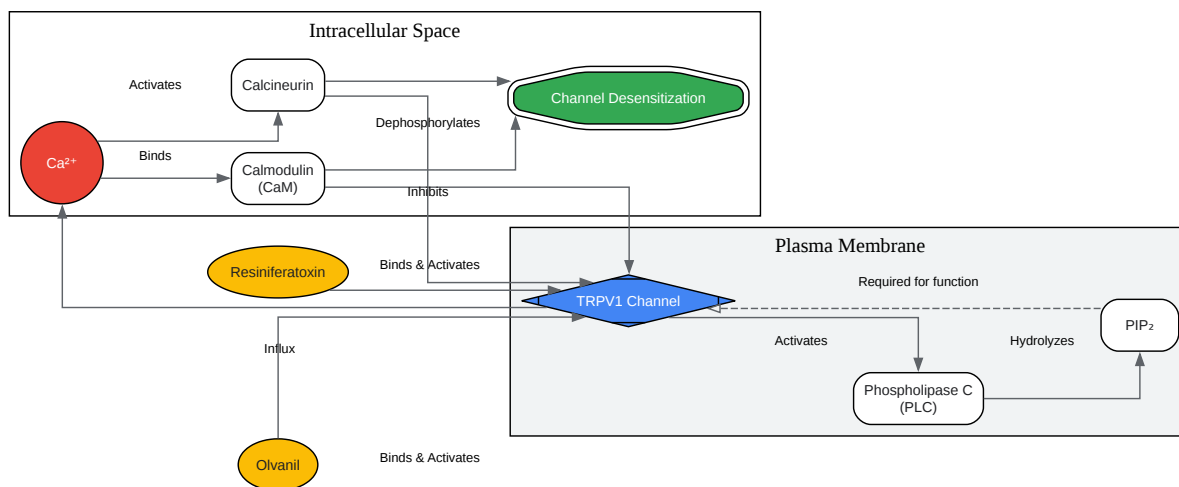 Intracellular Space
Activates
Calcineurin
Channel Desensitization
Dephosphorylates
Ca²⁺
Binds
Calmodulin
(CaM)
Inhibits
Plasma Membrane
Resiniferatoxin
Binds & Activates
Required for function
TRPV1 Channel
PIP₂
Influx
Activates
Hydrolyzes
Phospholipase C
(PLC)
Olvanil
Binds & Activates